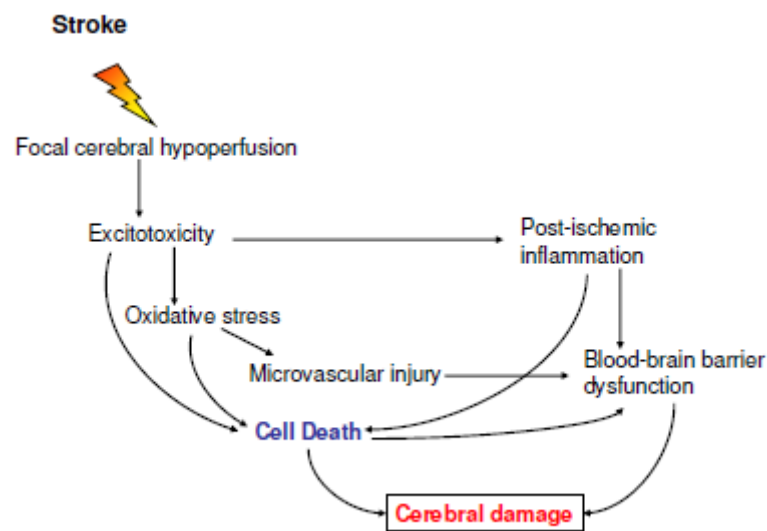 Stroke
Focal cerebral hypoperfusion
Excitotoxicity
Post-ischemic
inflammation
Oxidative stress
Microvascular injury
Blood-brain barrier
dysfunction
Cell Death
Cerebral damage